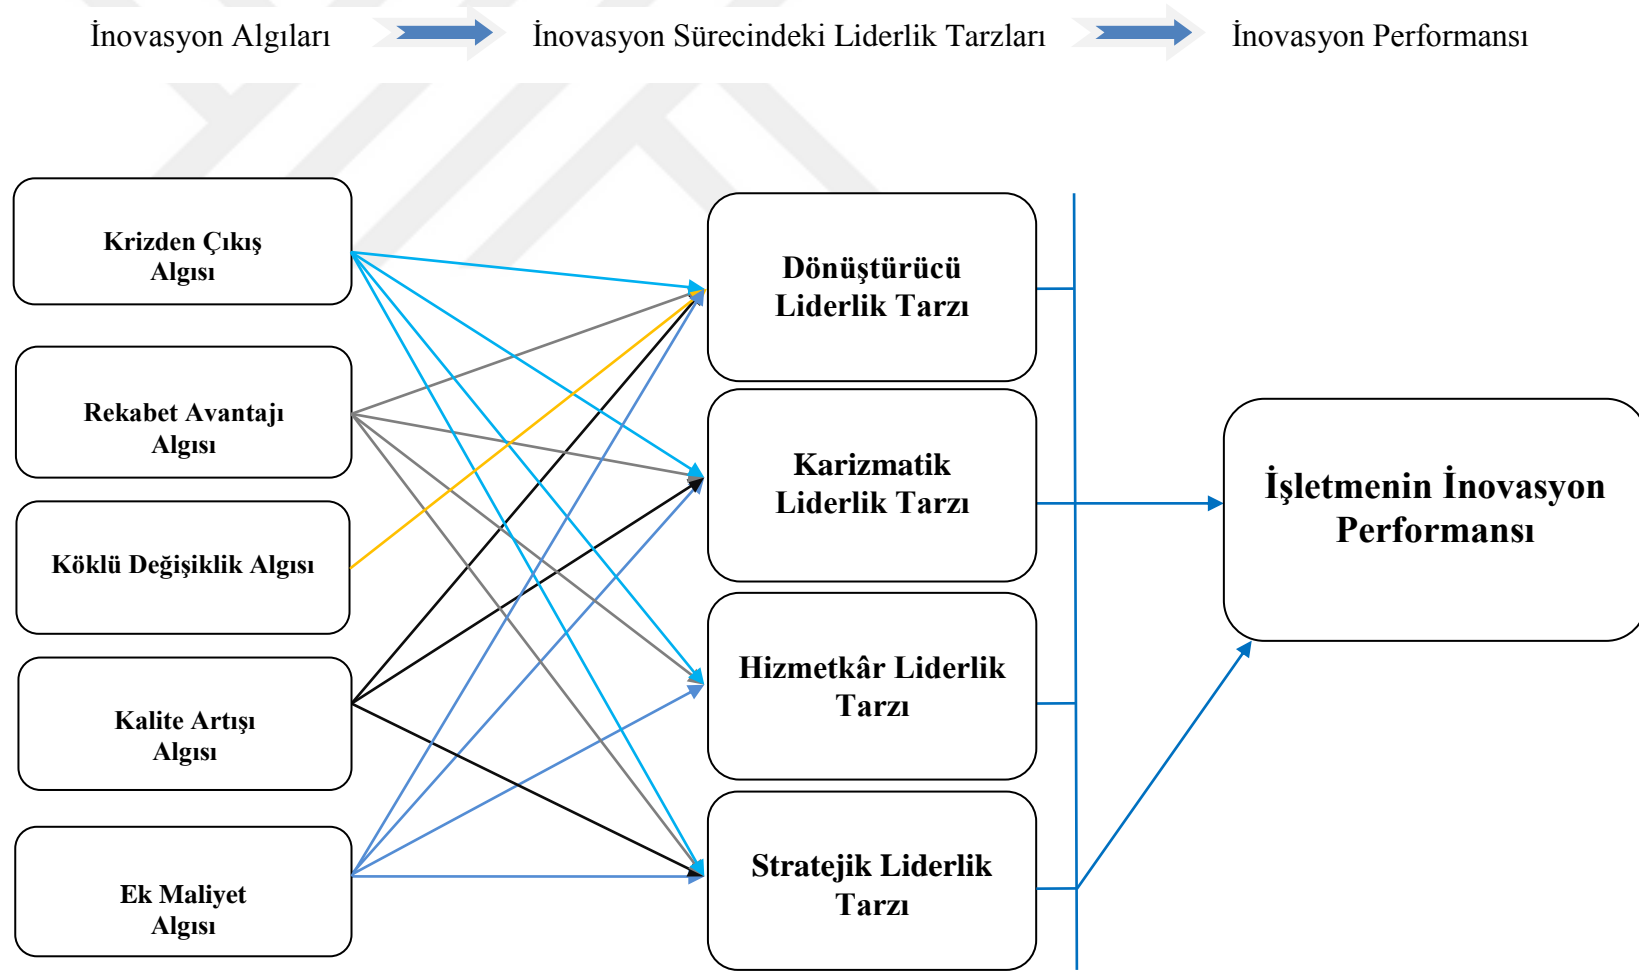 İnovasyon Algıları
İnovasyon Sürecindeki Liderlik Tarzları
İnovasyon Performansı
Krizden Çıkış
Algısı
Rekabet Avantajı
Algısı
Köklü Değişiklik Algısı
Kalite Artışı
Algısı
Ek Maliyet
Algısı
Dönüştürücü
Liderlik Tarzı
Karizmatik
Liderlik Tarzı
Hizmetkâr Liderlik
Tarzı
Stratejik Liderlik
Tarzı
İşletmenin İnovasyon
Performansı